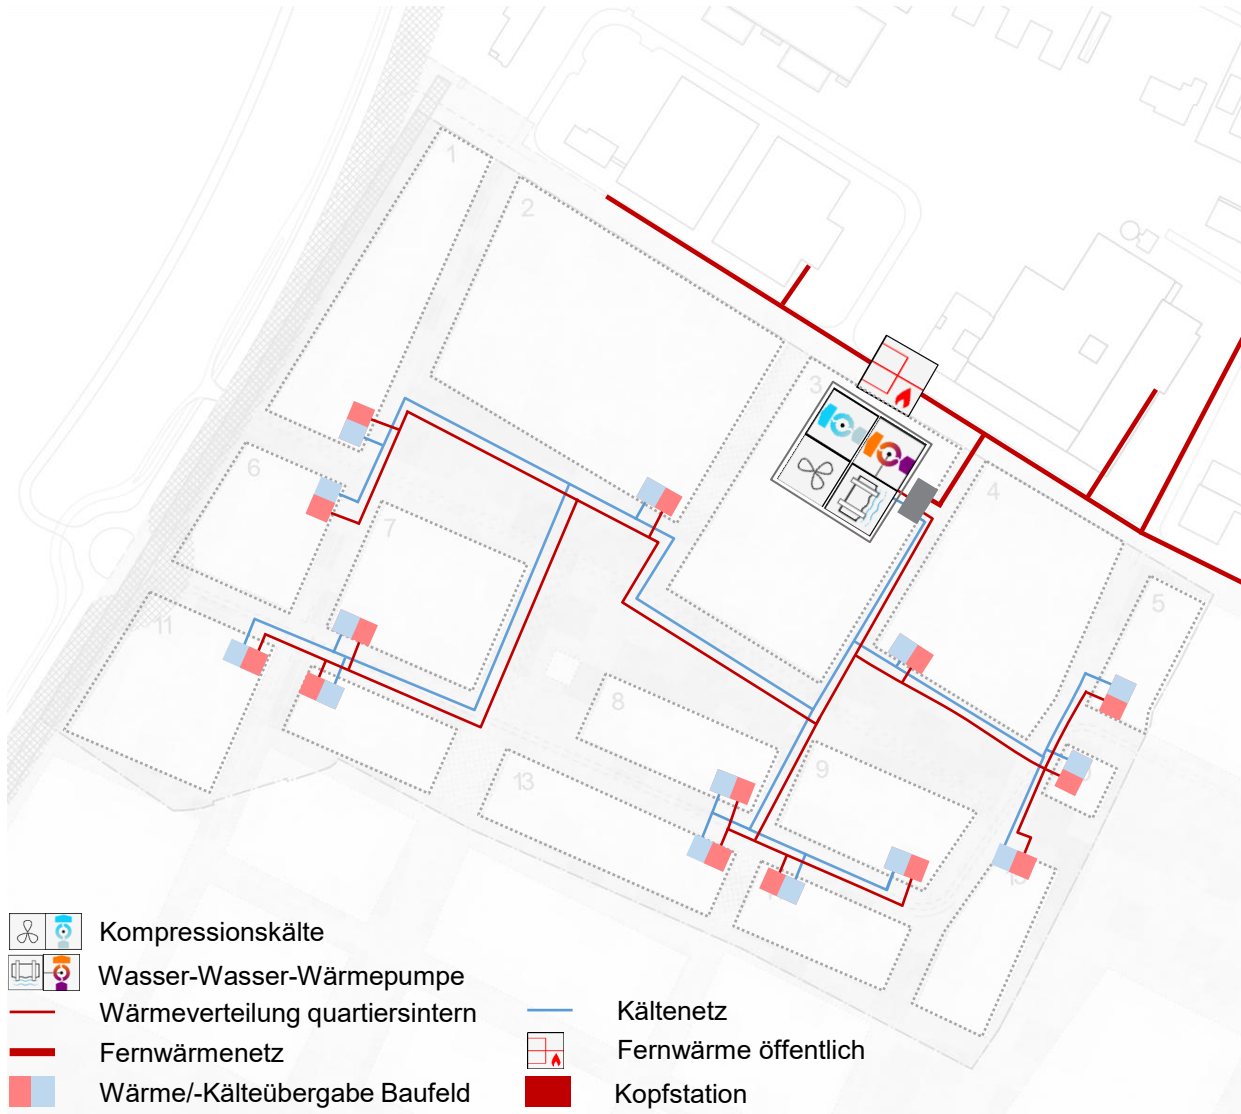 1
2
3
4
6
7
5
11
8
9
13
15
Kompressionskälte
Wasser-Wasser-Wärmepumpe
Wärmeverteilung quartiersintern
Kältenetz
Fernwärmenetz
Fernwärme öffentlich
Wärme/-Kälteübergabe Baufeld
Kopfstation